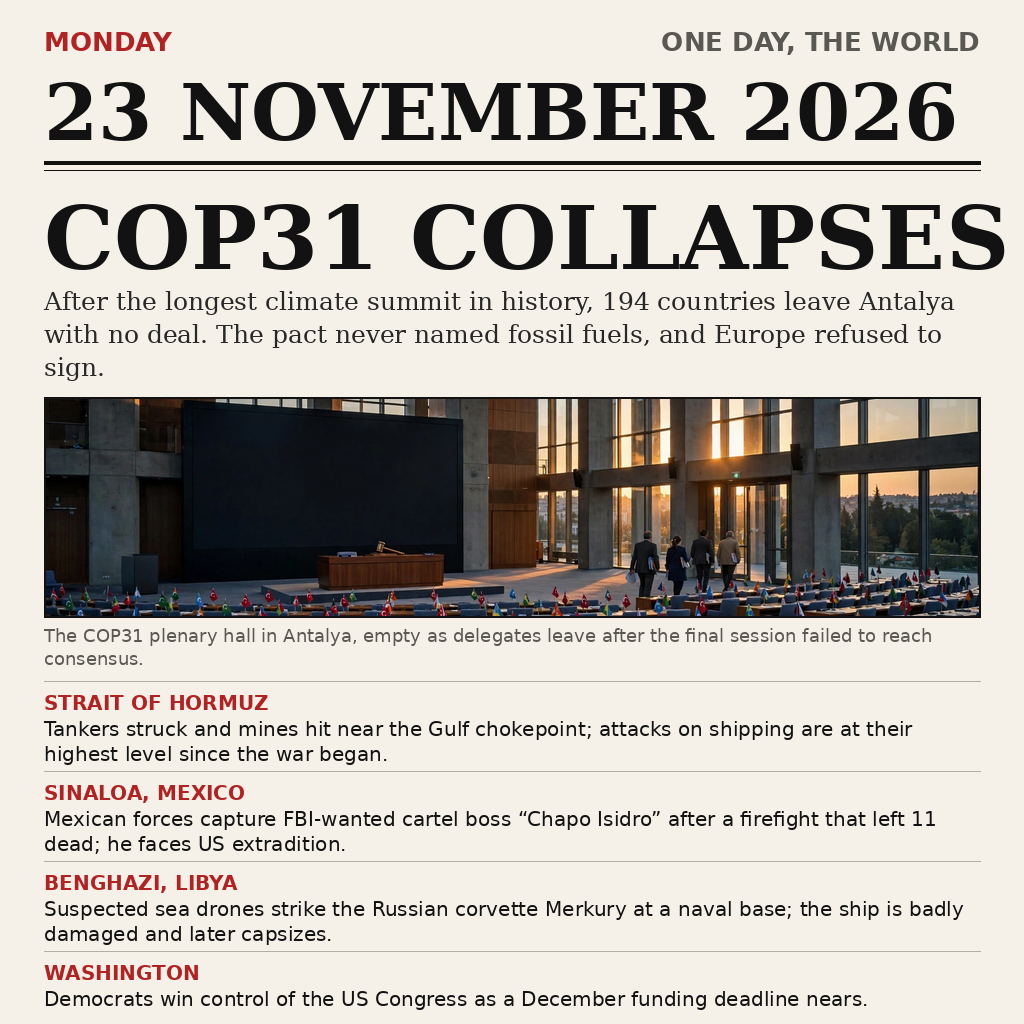 MONDAY
ONE DAY, THE WORLD
23 NOVEMBER 2026
COP31 COLLAPSES
After the longest climate summit in history, 194 countries leave Antalya
with no deal. The pact never named fossil fuels, and Europe refused to
sign.
The COP31 plenary hall in Antalya, empty as delegates leave after the final session failed to reach
consensus.
STRAIT OF HORMUZ
Tankers struck and mines hit near the Gulf chokepoint; attacks on shipping are at their
highest level since the war began.
SINALOA, MEXICO
Mexican forces capture FBI-wanted cartel boss “Chapo Isidro” after a firefight that left 11
dead; he faces US extradition.
BENGHAZI, LIBYA
Suspected sea drones strike the Russian corvette Merkury at a naval base; the ship is badly
damaged and later capsizes.
WASHINGTON
Democrats win control of the US Congress as a December funding deadline nears.